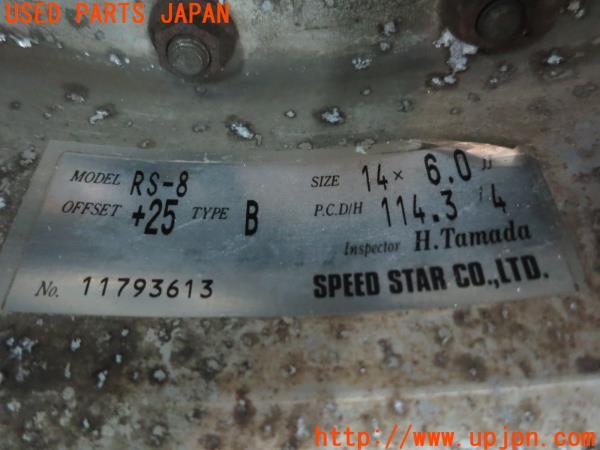 USED PARTS JAPAN
MODEL RS-8 SIZE 14× 6.0 JJ
OFFSET +25 TYPE B P.C.D/H 114.3 4
Inspector H.Tamada
No. 11793613 SPEED STAR CO.,LTD.
http://www.upjpn.com